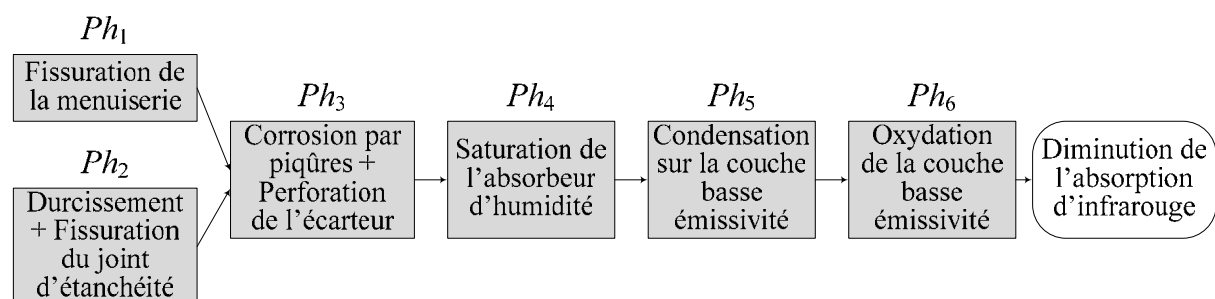 Ph1
Fissuration de
la menuiserie
Ph2
Durcissement
+ Fissuration
du joint
d'étanchéité
Ph3
Corrosion par
piqûres +
Perforation
de l'écarteur
Ph4
Saturation de
l'absorbeur
d'humidité
Ph5
Condensation
sur la couche
basse
émissivité
Ph6
Oxydation
de la couche
basse
émissivité
Diminution de
l'absorption
d'infrarouge